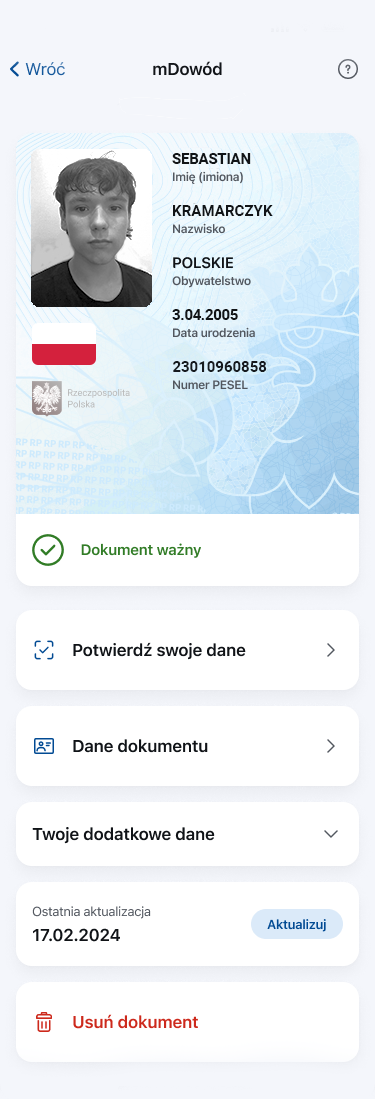 Wróć
mDowód
?
SEBASTIAN
Imię (imiona)
KRAMARCZYK
Nazwisko
POLSKIE
Obywatelstwo
3.04.2005
Data urodzenia
23010960858
Numer PESEL
Rzeczpospolita
Polska
Dokument ważny
Potwierdź swoje dane
Dane dokumentu
Twoje dodatkowe dane
Ostatnia aktualizacja
17.02.2024
Aktualizuj
Usuń dokument